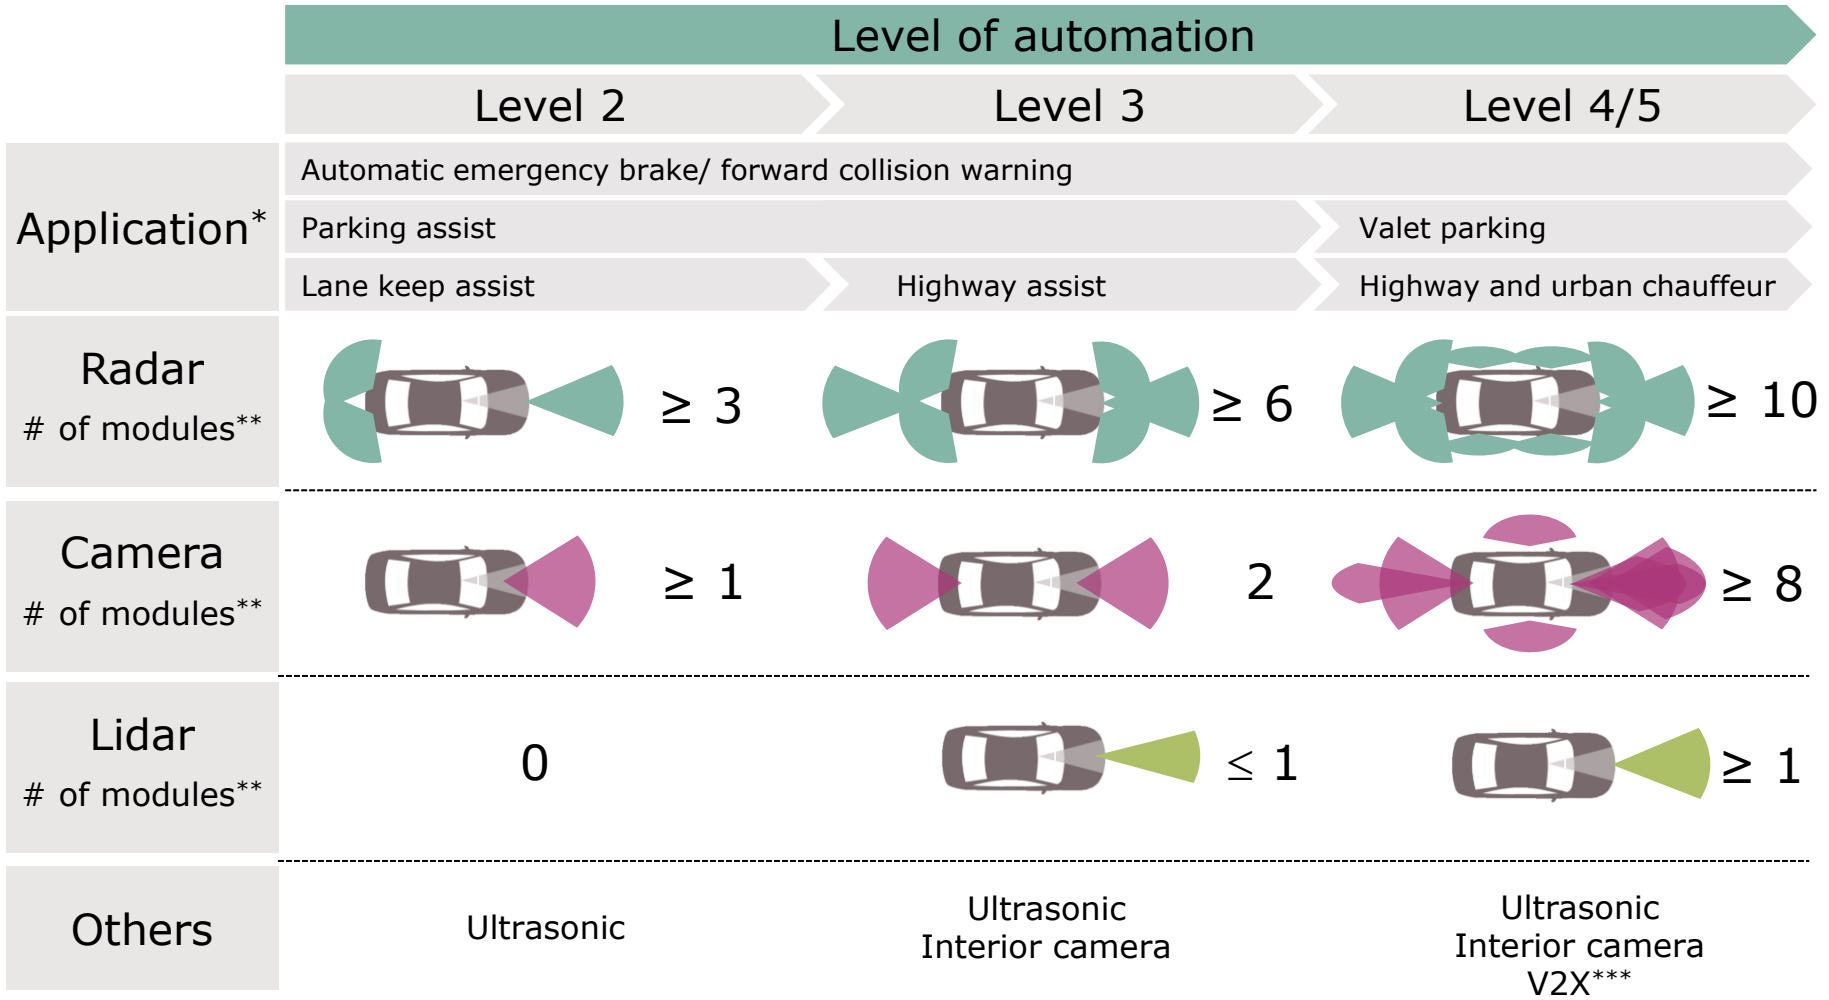 Level of automation
Level 2
Level 3
Level 4/5
Application*
Automatic emergency brake/ forward collision warning
Parking assist
Valet parking
Lane keep assist
Highway assist
Highway and urban chauffeur
Radar
# of modules**
≥ 3
≥ 6
≥ 10
Camera
# of modules**
≥ 1
2
≥ 8
Lidar
# of modules**
0
≤ 1
≥ 1
Others
Ultrasonic
Ultrasonic
Interior camera
Ultrasonic
Interior camera
V2X***